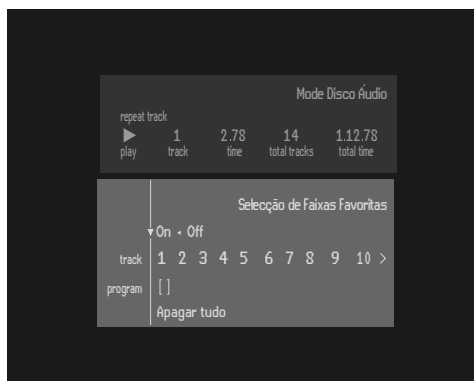 Mode Disco Áudio
repeat track
1 2.78 14 1.12.78
play track time total tracks total time
Selecção de Faixas Favoritas
On Off
track 1 2 3 4 5 6 7 8 9 10 >
program [ ]
Apagar tudo